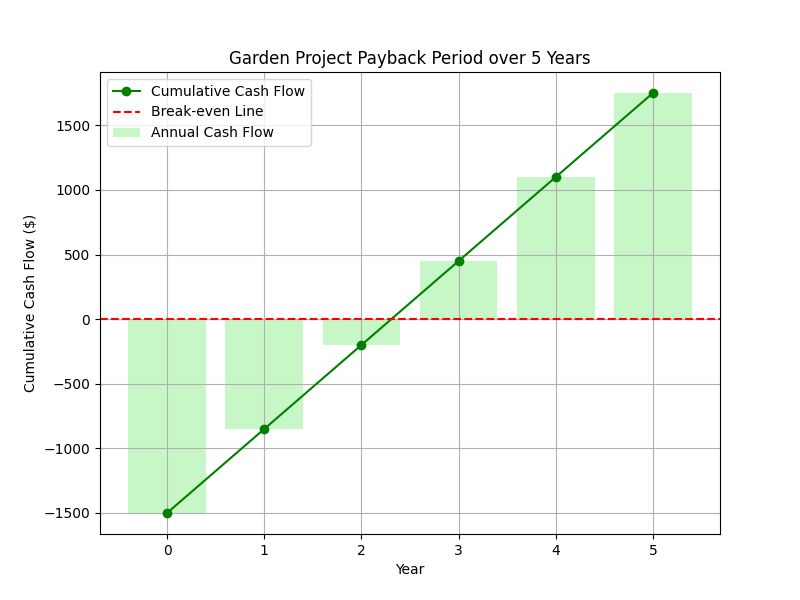 Garden Project Payback Period over 5 Years
Cumulative Cash Flow
Break-even Line
Annual Cash Flow
Cumulative Cash Flow ($)
1500
1000
500
0
−500
−1000
−1500
0 1 2 3 4 5
Year